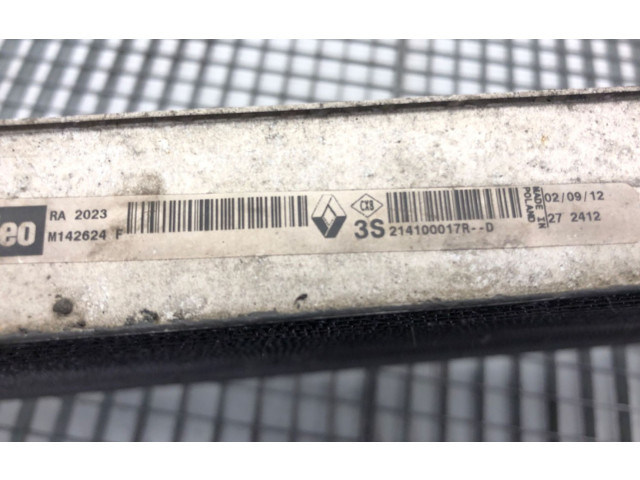 eo
RA 2023
M142624 F
3S
214100017R--D
MADE IN
POLAND
02/09/12
27 2412